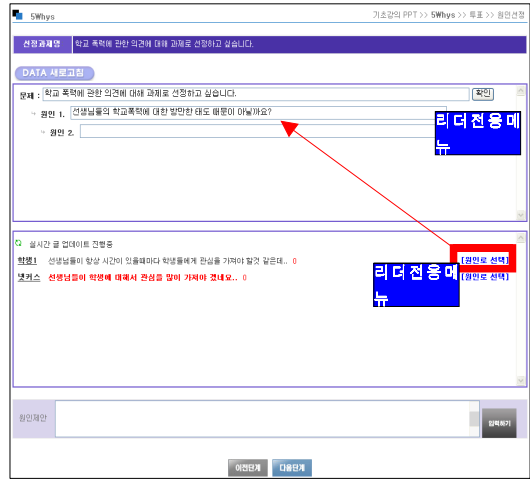 5Whys
기초강의 PPT >> 5Whys >> 투표 >> 원인선정
선정과제명 학교 폭력에 관한 의견에 대해 과제로 선정하고 싶습니다.
DATA 새로고침
문제 : 학교 폭력에 관한 의견에 대해 과제로 선정하고 싶습니다. 확인
원인 1. 선생님들의 학교폭력에 대한 방만한 태도 때문이 아닐까요?
원인 2.
리더전용메
뉴
실시간 글 업데이트 진행중
학생1 선생님들이 항상 시간이 있을때마다 학생들에게 관심을 가져야 할것 같은데.. 0 [원인로 선택]
넷키스 선생님들이 학생에 대해서 관심을 많이 가져야 겠네요.. 0 [원인로 선택]
리더전용메
뉴
원인제안
입력하기
이전단계 다음단계